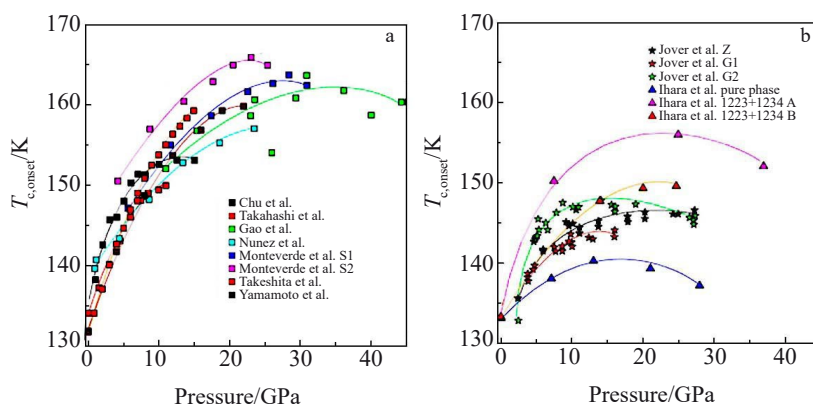 a
170
160
150
140
130
T_c,onset/K
Chu et al.
Takahashi et al.
Gao et al.
Nunez et al.
Monteverde et al. S1
Monteverde et al. S2
Takeshita et al.
Yamamoto et al.
0 10 20 30 40
Pressure/GPa
b
170
160
150
140
130
T_c,onset/K
Jover et al. Z
Jover et al. G1
Jover et al. G2
Ihara et al. pure phase
Ihara et al. 1223+1234 A
Ihara et al. 1223+1234 B
0 10 20 30 40
Pressure/GPa